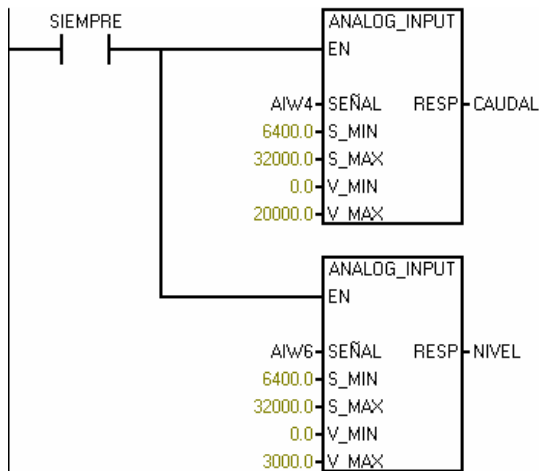 SIEMPRE
ANALOG_INPUT
EN
AIW4 SEÑAL RESP CAUDAL
6400.0 S_MIN
32000.0 S_MAX
0.0 V_MIN
20000.0 V_MAX
ANALOG_INPUT
EN
AIW6 SEÑAL RESP NIVEL
6400.0 S_MIN
32000.0 S_MAX
0.0 V_MIN
3000.0 V_MAX